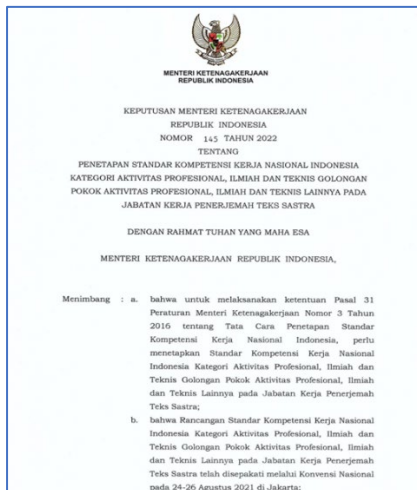 MENTERI KETENAGAKERJAAN
REPUBLIK INDONESIA
KEPUTUSAN MENTERI KETENAGAKERJAAN
REPUBLIK INDONESIA
NOMOR 145 TAHUN 2022
TENTANG
PENETAPAN STANDAR KOMPETENSI KERJA NASIONAL INDONESIA
KATEGORI AKTIVITAS PROFESIONAL, ILMIAH DAN TEKNIS GOLONGAN
POKOK AKTIVITAS PROFESIONAL, ILMIAH DAN TEKNIS LAINNYA PADA
JABATAN KERJA PENERJEMAH TEKS SASTRA
DENGAN RAHMAT TUHAN YANG MAHA ESA
MENTERI KETENAGAKERJAAN REPUBLIK INDONESIA,
Menimbang : a. bahwa untuk melaksanakan ketentuan Pasal 31
Peraturan Menteri Ketenagakerjaan Nomor 3 Tahun
2016 tentang Tata Cara Penetapan Standar
Kompetensi Kerja Nasional Indonesia, perlu
menetapkan Standar Kompetensi Kerja Nasional
Indonesia Kategori Aktivitas Profesional, Ilmiah dan
Teknis Golongan Pokok Aktivitas Profesional, Ilmiah
dan Teknis Lainnya pada Jabatan Kerja Penerjemah
Teks Sastra;
b. bahwa Rancangan Standar Kompetensi Kerja Nasional
Indonesia Kategori Aktivitas Profesional, Ilmiah dan
Teknis Golongan Pokok Aktivitas Profesional, Ilmiah
dan Teknis Lainnya pada Jabatan Kerja Penerjemah
Teks Sastra telah disepakati melalui Konvensi Nasional
pada 24-26 Agustus 2021 di Jakarta;